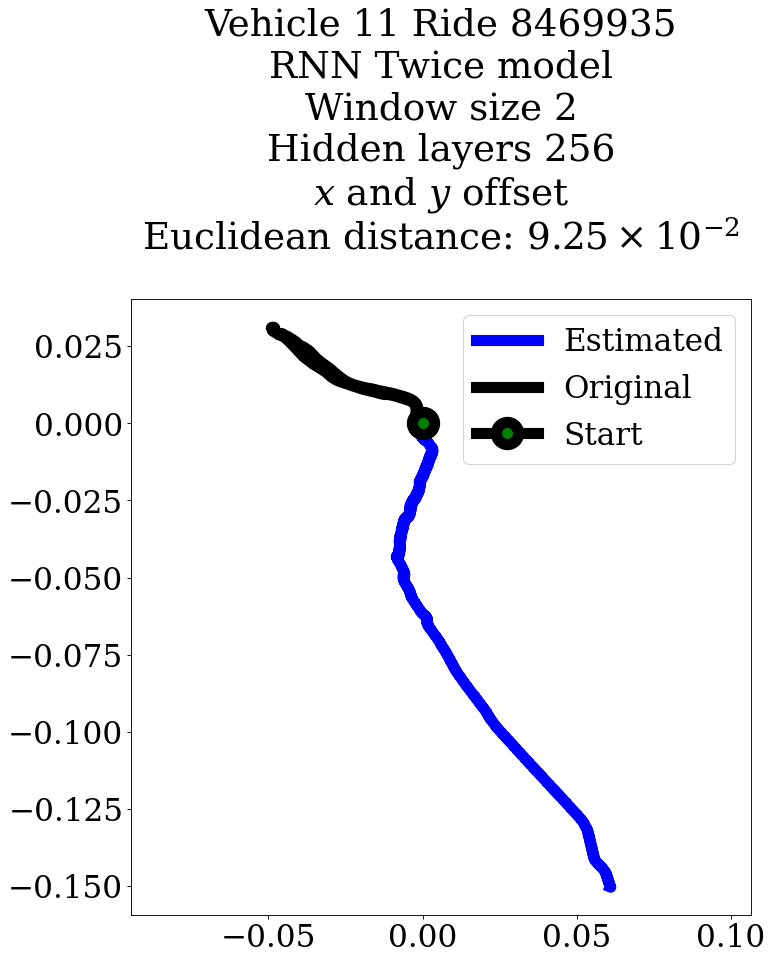 Vehicle 11 Ride 8469935
RNN Twice model
Window size 2
Hidden layers 256
x and y offset
Euclidean distance: 9.25 × 10⁻²
Estimated
Original
Start
0.025
0.000
−0.025
−0.050
−0.075
−0.100
−0.125
−0.150
−0.05 0.00 0.05 0.10